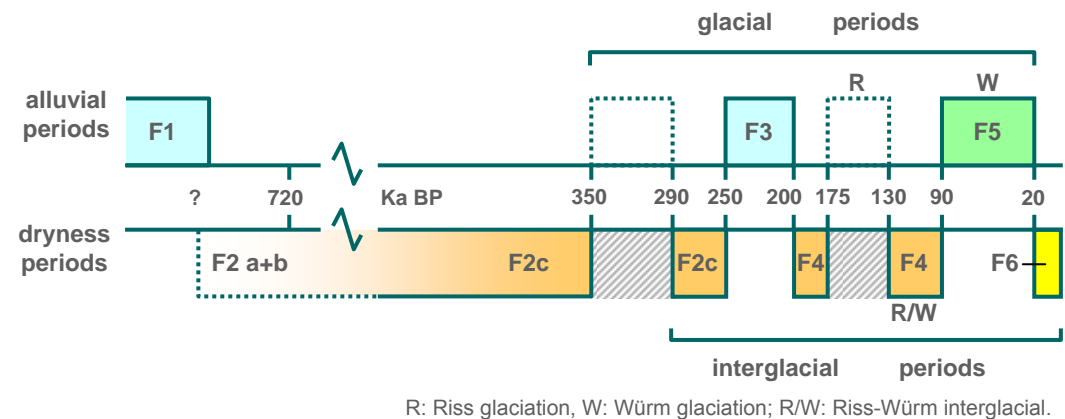 glacial periods
alluvial
periods
R W
F1 F3 F5
? 720 Ka BP 350 290 250 200 175 130 90 20
dryness
periods
F2 a+b F2c F2c F4 F4 F6
R/W
interglacial periods
R: Riss glaciation, W: Würm glaciation; R/W: Riss-Würm interglacial.